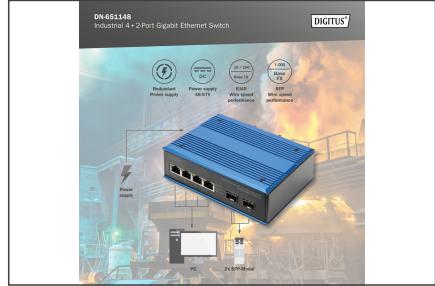 DN-651148
Industrial 4+2-Port Gigabit Ethernet Switch
DIGITUS®
DC
10 / 100
Base TX
1.000
Base
FX
Redundant
Power supply
Power supply
48-57V
RJ45
Wire speed
performance
SFP
Wire speed
performance
Power
supply
PC
2x SFP-Modul